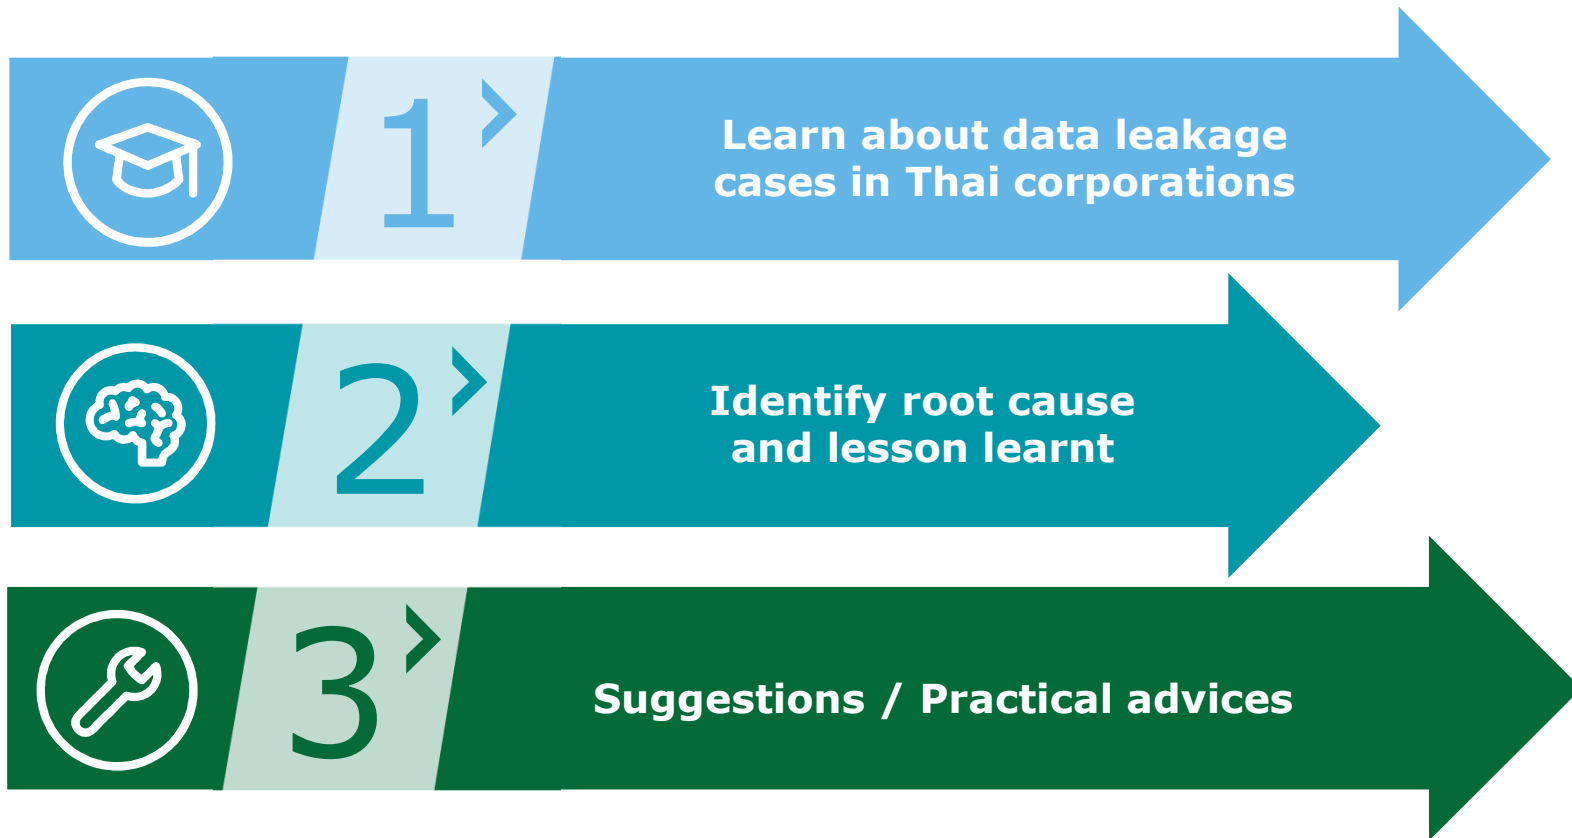 1
Learn about data leakage
cases in Thai corporations
2
Identify root cause
and lesson learnt
3
Suggestions / Practical advices